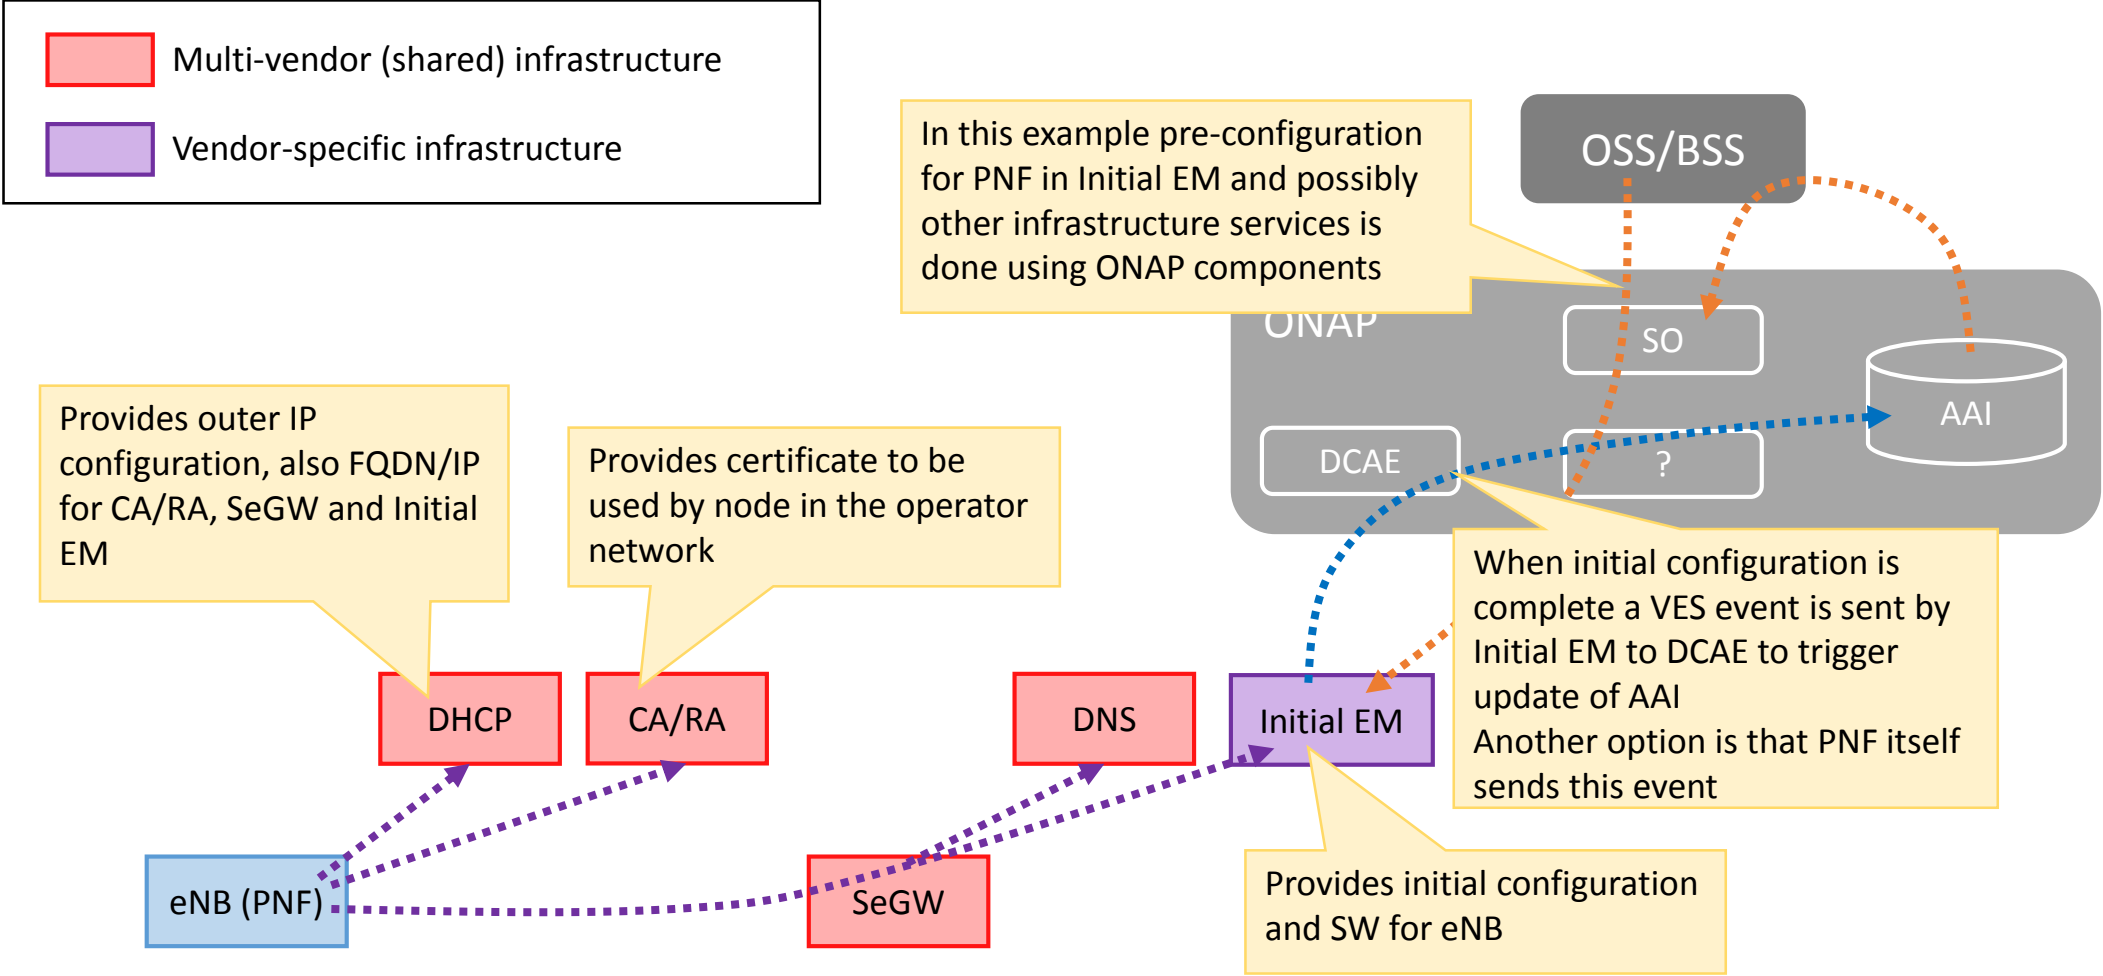 Multi-vendor (shared) infrastructure
Vendor-specific infrastructure
In this example pre-configuration
for PNF in Initial EM and possibly
other infrastructure services is
done using ONAP components
OSS/BSS
ONAP
SO
AAI
DCAE
?
Provides outer IP
configuration, also FQDN/IP
for CA/RA, SeGW and Initial
EM
Provides certificate to be
used by node in the operator
network
When initial configuration is
complete a VES event is sent by
Initial EM to DCAE to trigger
update of AAI
Another option is that PNF itself
sends this event
DHCP
CA/RA
DNS
Initial EM
eNB (PNF)
SeGW
Provides initial configuration
and SW for eNB